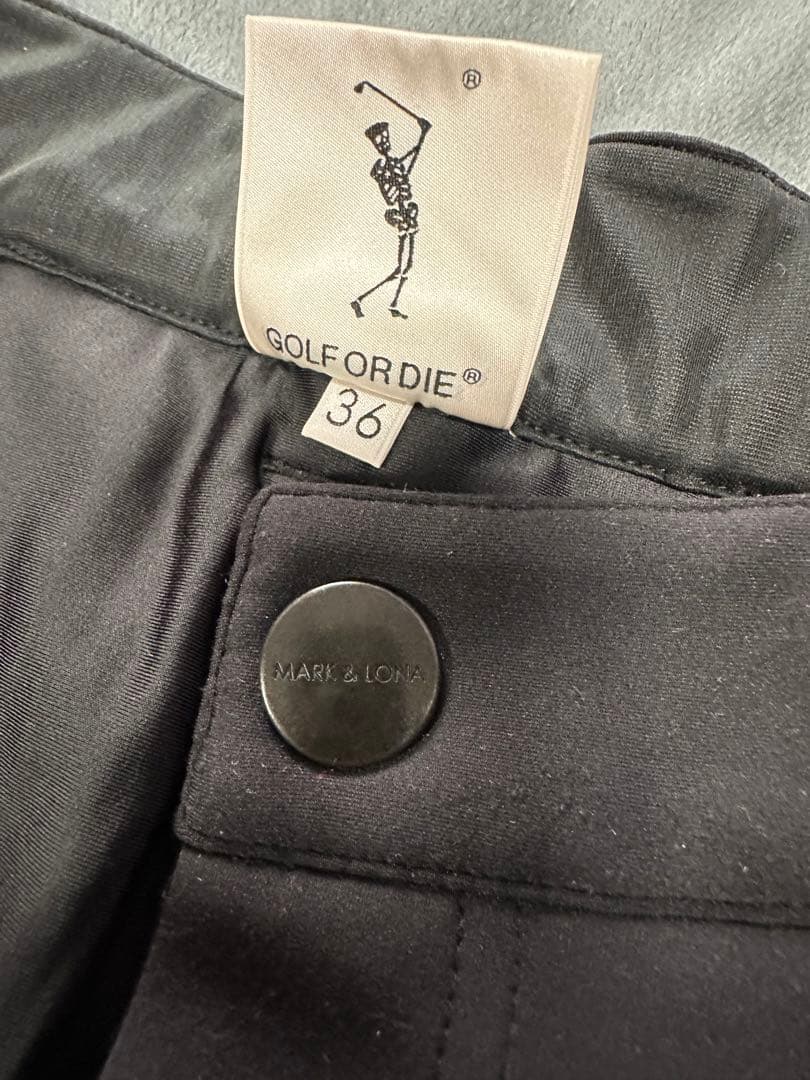 ®
GOLF OR DIE®
36
MARK & LONA